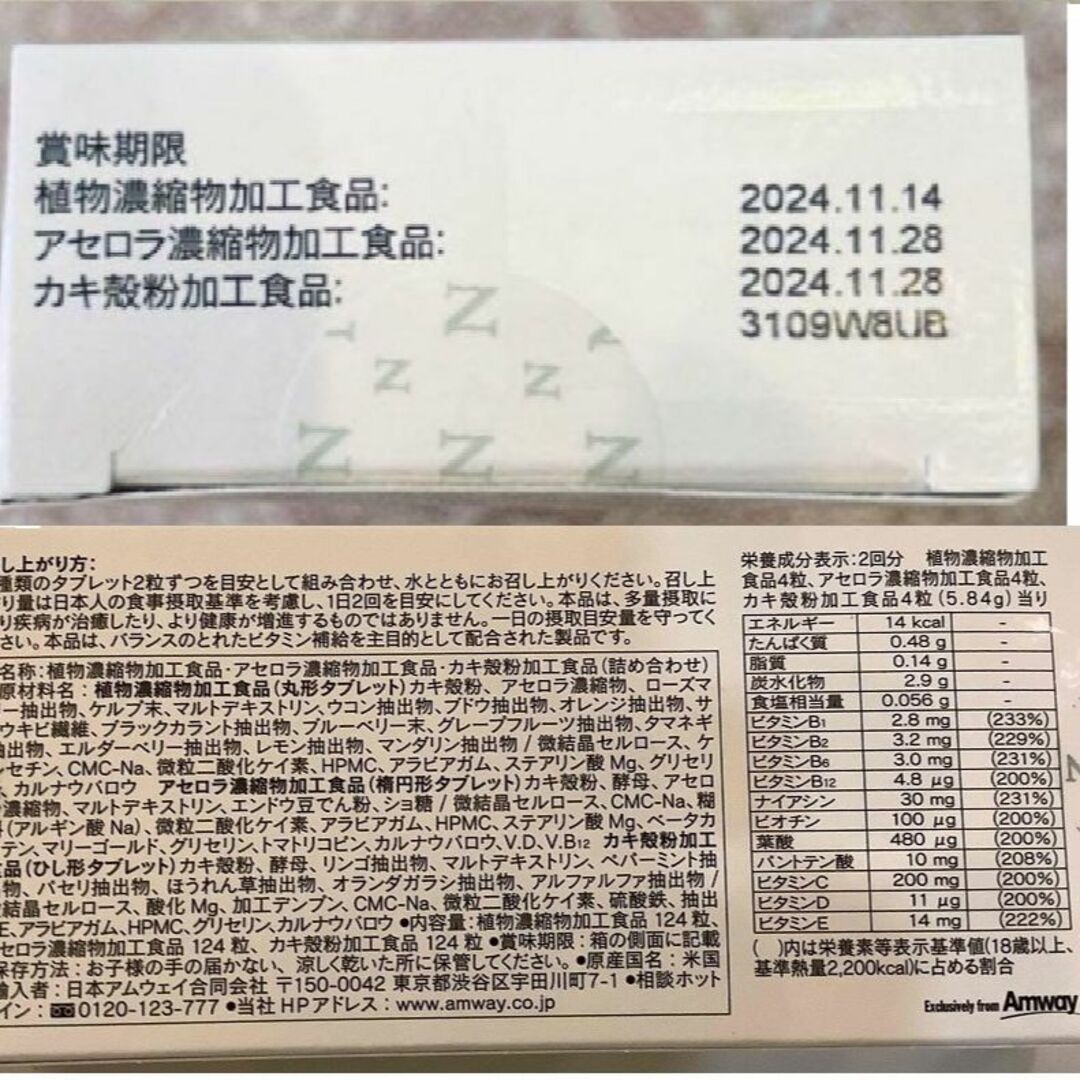 賞味期限
植物濃縮物加工食品: 2024.11.14
アセロラ濃縮物加工食品: 2024.11.28
カキ殻粉加工食品: 2024.11.28
3109W8UB
Z Z Z Z Z Z
し上がり方:
種類のタブレット2粒ずつを目安として組み合わせ、水とともにお召し上がりください。召し上
り量は日本人の食事摂取基準を考慮し、1日2回を目安にしてください。本品は、多量摂取に
り疾病が治癒したり、より健康が増進するものではありません。一日の摂取目安量を守ってく
さい。本品は、バランスのとれたビタミン補給を主目的として配合された製品です。
名称:植物濃縮物加工食品・アセロラ濃縮物加工食品・カキ殻粉加工食品(詰め合わせ)
原材料名:植物濃縮物加工食品(丸形タブレット)カキ殻粉、アセロラ濃縮物、ローズマ
リー抽出物、ケルプ末、マルトデキストリン、ウコン抽出物、ブドウ抽出物、オレンジ抽出物、サ
ウキビ繊維、ブラックカラント抽出物、ブルーベリー末、グレープフルーツ抽出物、タマネギ
抽出物、エルダーベリー抽出物、レモン抽出物、マンダリン抽出物/微結晶セルロース、ケ
ルセチン、CMC-Na、微粒二酸化ケイ素、HPMC、アラビアガム、ステアリン酸Mg、グリセリ
、カルナウバロウ アセロラ濃縮物加工食品(楕円形タブレット)カキ殻粉、酵母、アセロ
濃縮物、マルトデキストリン、エンドウ豆でん粉、ショ糖/微結晶セルロース、CMC-Na、糊
(アルギン酸Na)、微粒二酸化ケイ素、アラビアガム、HPMC、ステアリン酸Mg、ベータカ
テン、マリーゴールド、グリセリン、トマトリコピン、カルナウバロウ、V.D、V.B12 カキ殻粉加工
品(ひし形タブレット)カキ殻粉、酵母、リンゴ抽出物、マルトデキストリン、ペパーミント抽
物、パセリ抽出物、ほうれん草抽出物、オランダガラシ抽出物、アルファルファ抽出物/
結晶セルロース、酸化Mg、加工デンプン、CMC-Na、微粒二酸化ケイ素、硫酸鉄、抽出
E、アラビアガム、HPMC、グリセリン、カルナウバロウ ●内容量:植物濃縮物加工食品 124粒、
セロラ濃縮物加工食品 124粒、カキ殻粉加工食品 124粒 ●賞味期限:箱の側面に記載
保存方法:お子様の手の届かない、涼しく乾いた所に保管してください。●原産国名:米国
輸入者:日本アムウェイ合同会社 〒150-0042 東京都渋谷区宇田川町7-1 ●相談ホット
イン:0120-123-777 ●当社HPアドレス:www.amway.co.jp
栄養成分表示:2回分 植物濃縮物加工
食品4粒、アセロラ濃縮物加工食品4粒、
カキ殻粉加工食品4粒(5.84g)当り
エネルギー 14 kcal -
たんぱく質 0.48 g -
脂質 0.14 g -
炭水化物 2.9 g -
食塩相当量 0.056 g -
ビタミンB1 2.8 mg (233%)
ビタミンB2 3.2 mg (229%)
ビタミンB6 3.0 mg (231%)
ビタミンB12 4.8 μg (200%)
ナイアシン 30 mg (231%)
ビオチン 100 μg (200%)
葉酸 480 μg (200%)
パントテン酸 10 mg (208%)
ビタミンC 200 mg (200%)
ビタミンD 11 μg (200%)
ビタミンE 14 mg (222%)
( )内は栄養素等表示基準値(18歳以上、
基準熱量2,200kcal)に占める割合
Exclusively from Amway